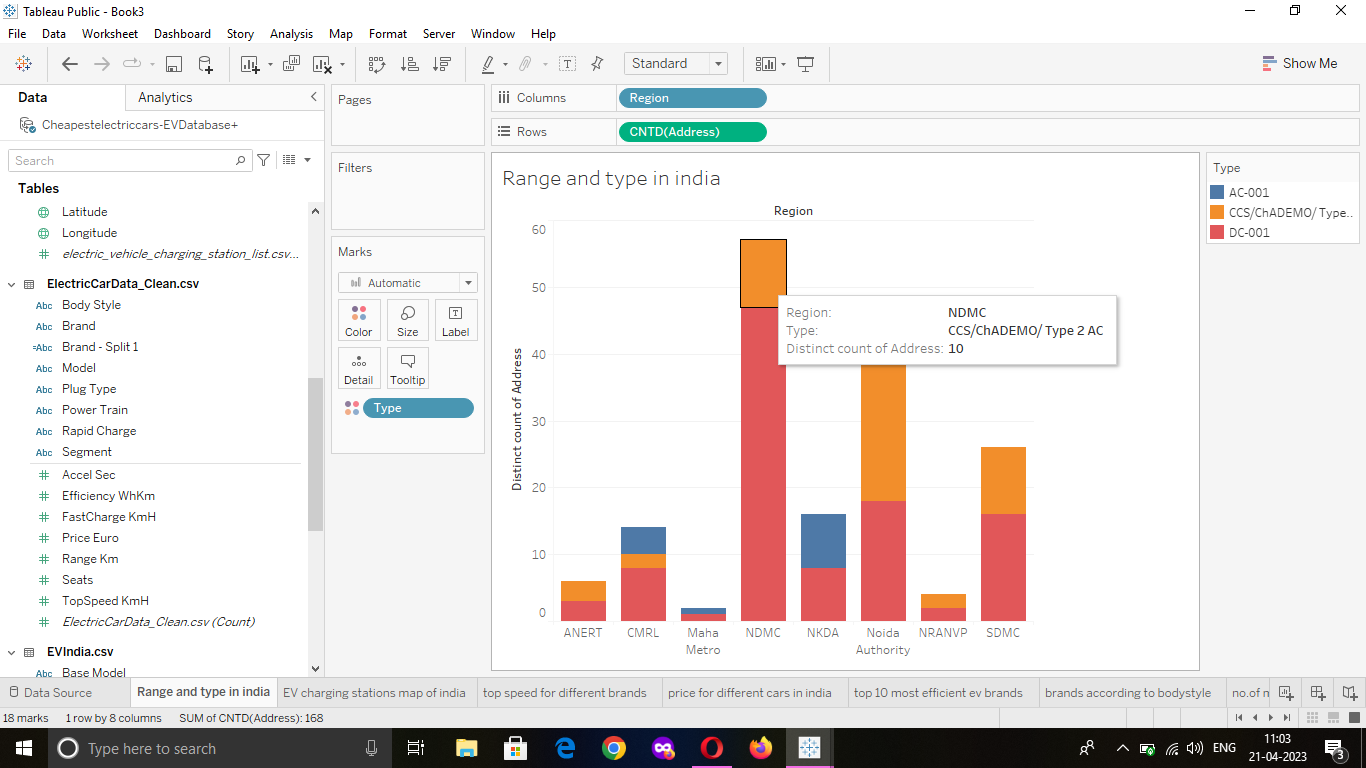 Tableau Public - Book3
File Data Worksheet Dashboard Story Analysis Map Format Server Window Help
Standard
Show Me
Data Analytics
Cheapestelectriccars-EVDatabase+
Search
Tables
Latitude
Longitude
electric_vehicle_charging_station_list.csv...
ElectricCarData_Clean.csv
Abc Body Style
Abc Brand
=Abc Brand - Split 1
Abc Model
Abc Plug Type
Abc Power Train
Abc Rapid Charge
Abc Segment
# Accel Sec
# Efficiency WhKm
# FastCharge KmH
# Price Euro
# Range Km
# Seats
# TopSpeed KmH
# ElectricCarData_Clean.csv (Count)
EVIndia.csv
Abc Base Model
Pages
Filters
Marks
Automatic
Color Size Label
Detail Tooltip
Type
Columns Region
Rows CNTD(Address)
Range and type in india
Region
Distinct count of Address
60
50
40
30
20
10
0
Region: NDMC
Type: CCS/ChADEMO/ Type 2 AC
Distinct count of Address: 10
ANERT CMRL Maha Metro NDMC NKDA Noida Authority NRANVP SDMC
Type
AC-001
CCS/ChADEMO/ Type..
DC-001
Data Source Range and type in india EV charging stations map of india top speed for different brands price for different cars in india top 10 most efficient ev brands brands according to bodystyle no.of m
18 marks 1 row by 8 columns SUM of CNTD(Address): 168
Type here to search
ENG
11:03
21-04-2023
3